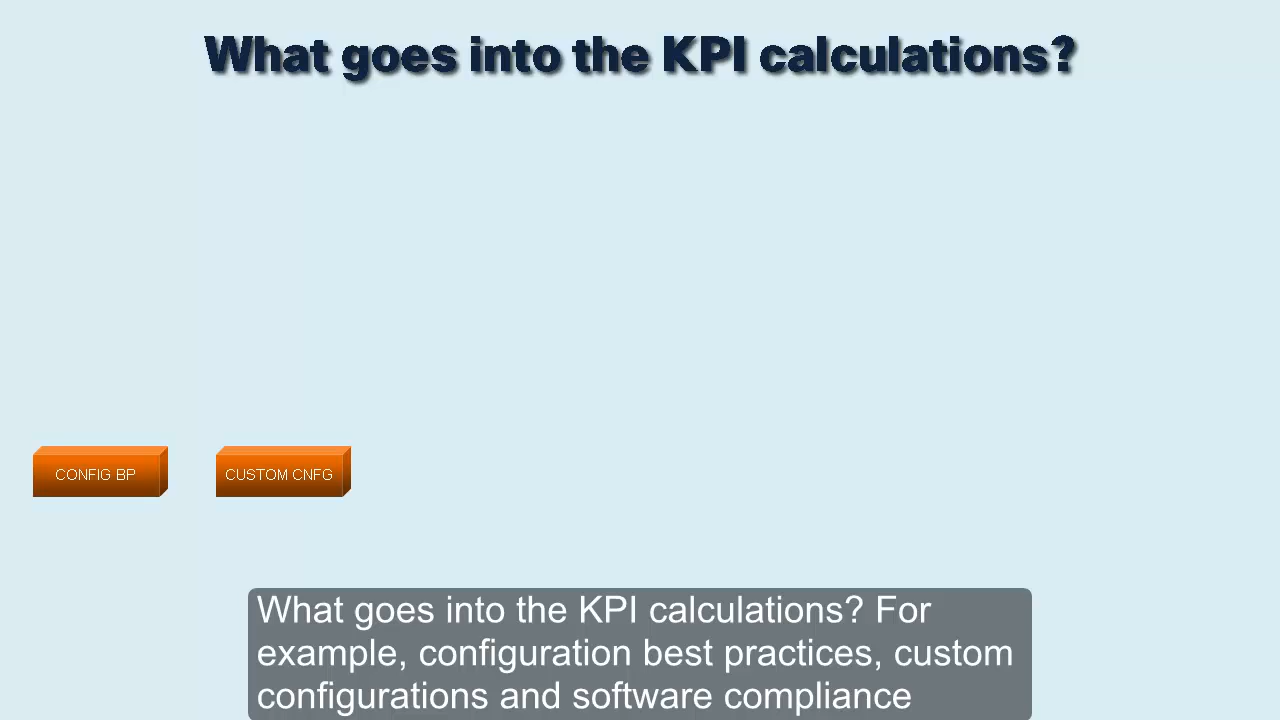 What goes into the KPI calculations?
CONFIG BP
CUSTOM CNFG
What goes into the KPI calculations? For
example, configuration best practices, custom
configurations and software compliance